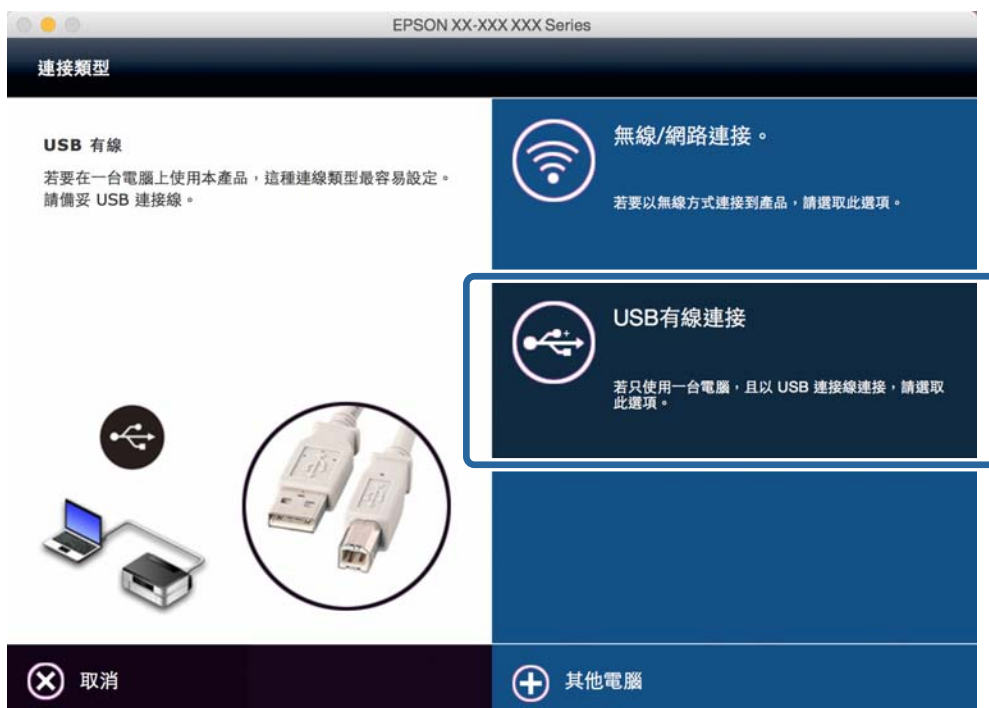 EPSON XX-XXX XXX Series
連接類型
USB 有線
若要在一台電腦上使用本產品，這種連線類型最容易設定。
請備妥 USB 連接線。
無線/網路連接。
若要以無線方式連接到產品，請選取此選項。
USB有線連接
若只使用一台電腦，且以 USB 連接線連接，請選取
此選項。
取消
其他電腦